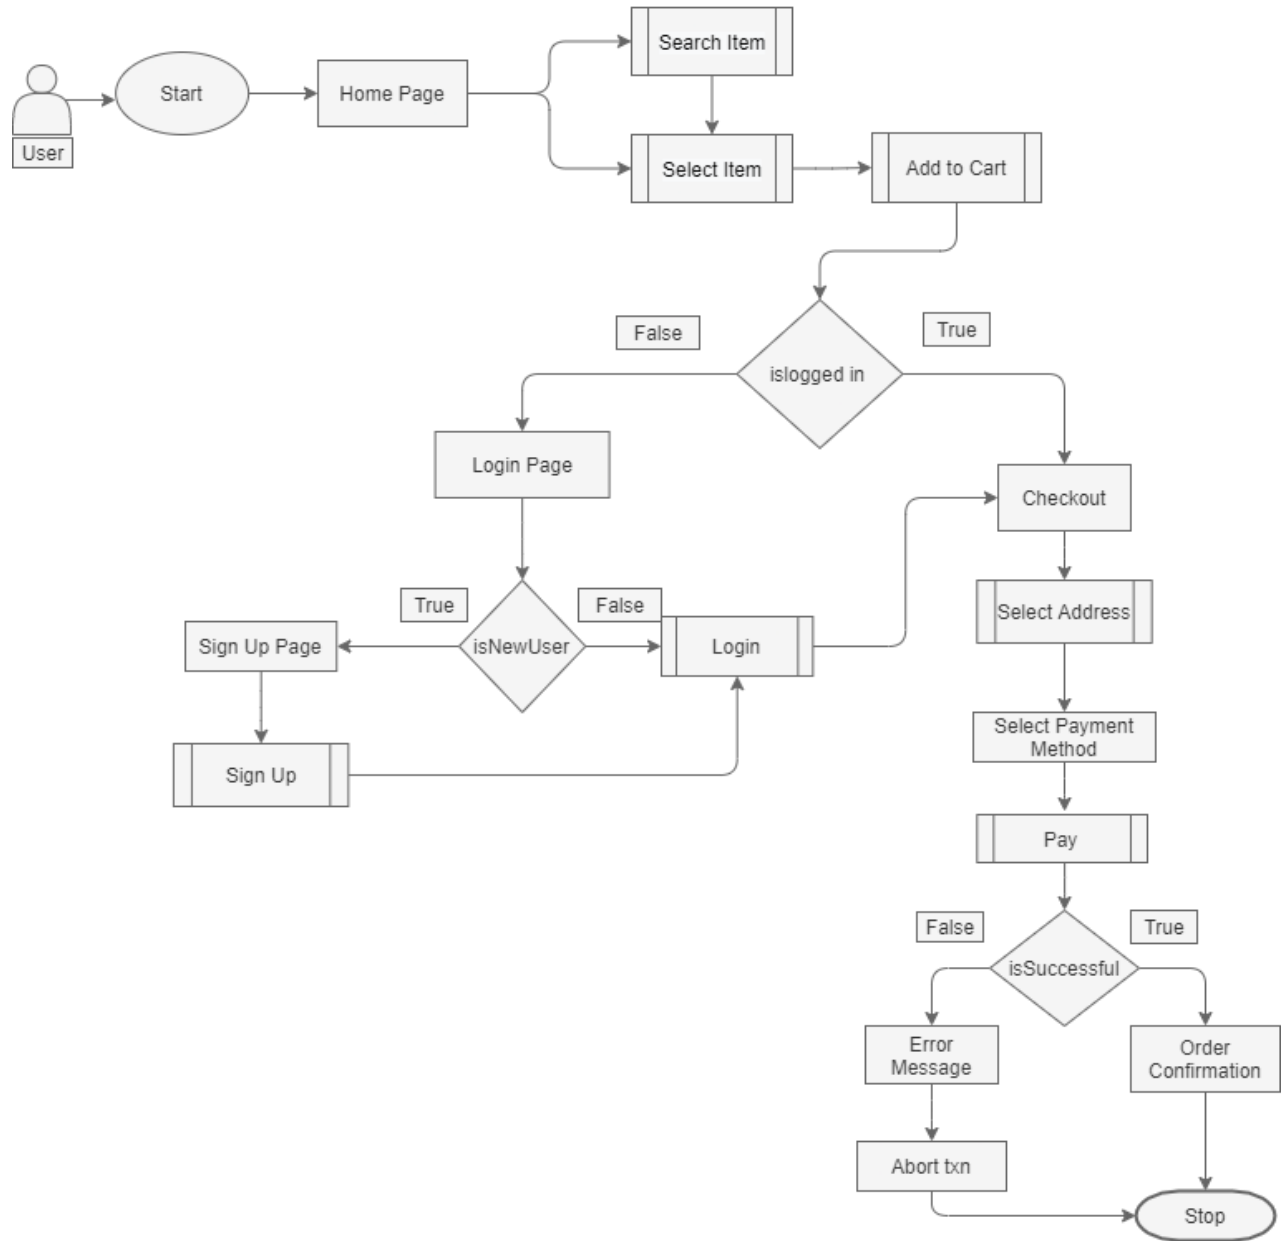 Search Item
Start
Home Page
User
Select Item
Add to Cart
False
True
islogged in
Login Page
Checkout
True
False
Select Address
Sign Up Page
isNewUser
Login
Select Payment
Method
Sign Up
Pay
False
True
isSuccessful
Error
Message
Order
Confirmation
Abort txn
Stop